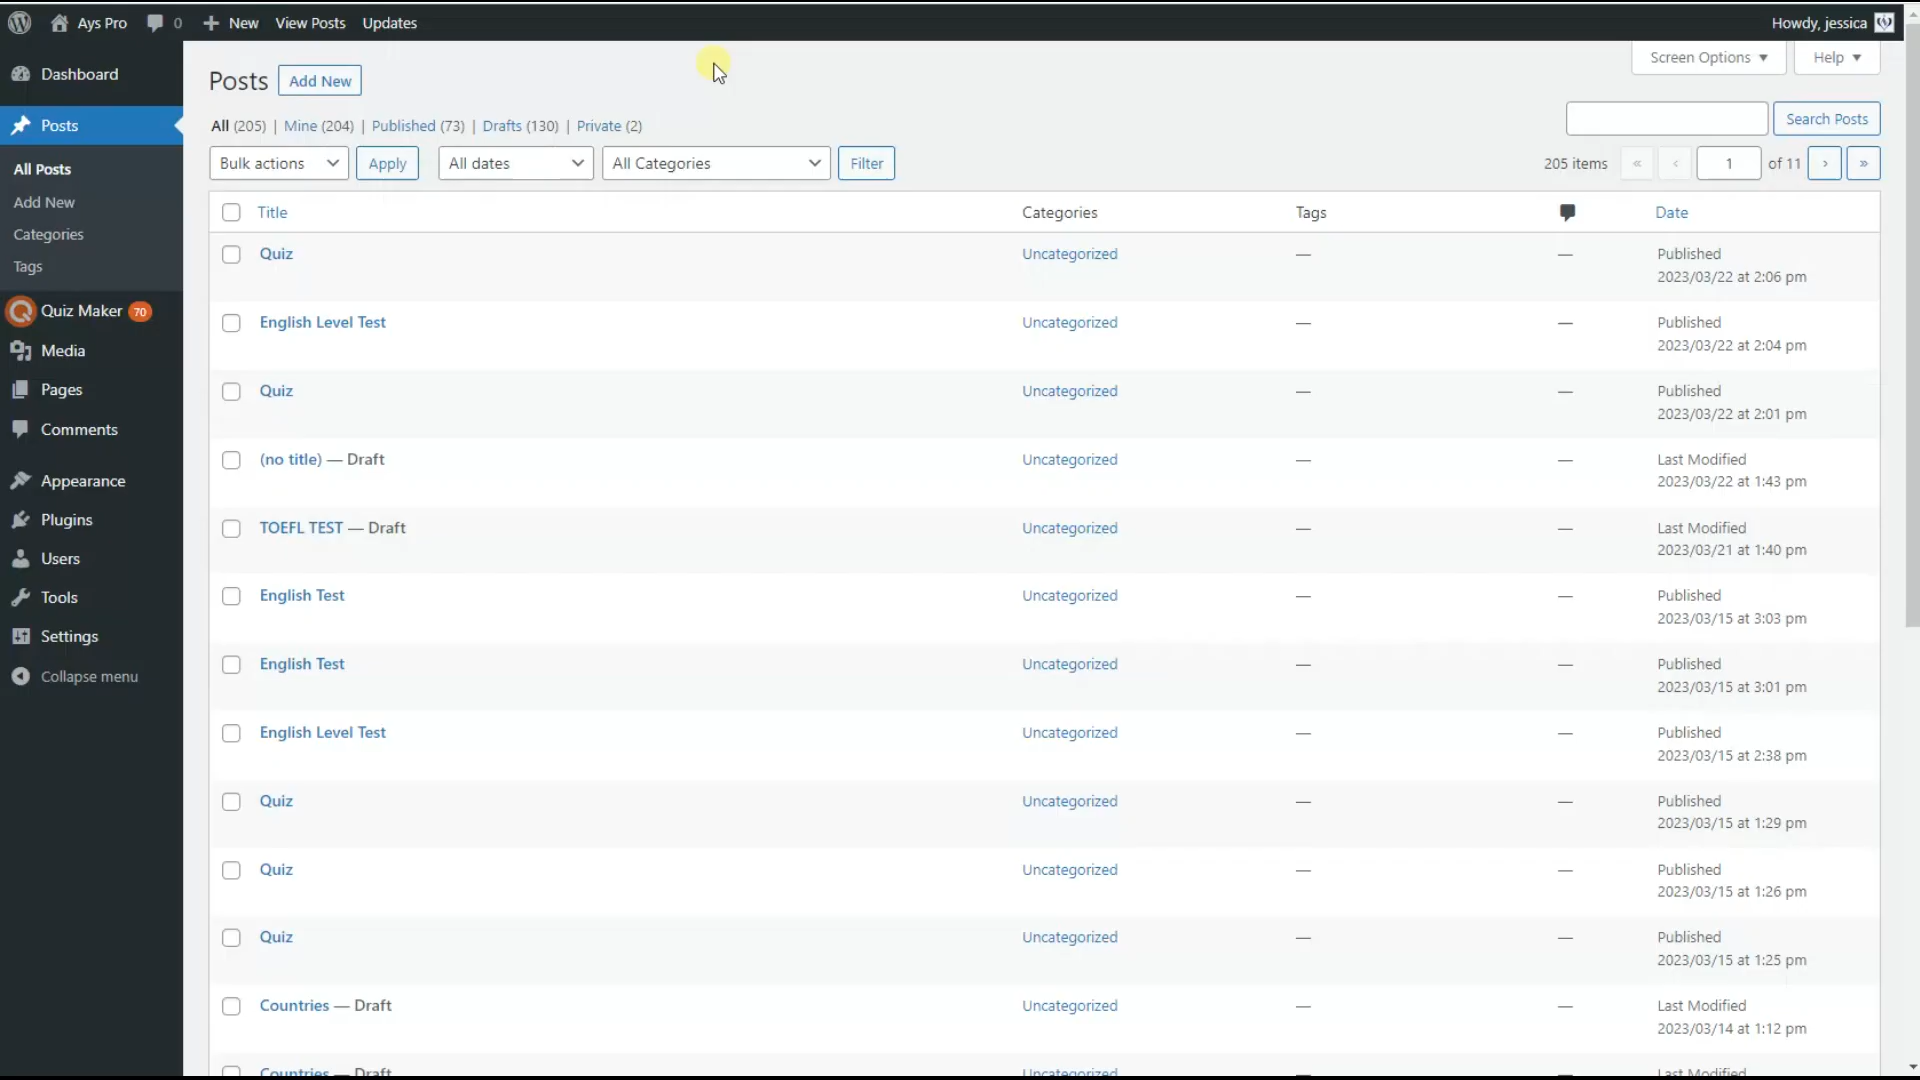 Ays Pro 0 New View Posts Updates Howdy, jessica
Dashboard
Posts
All Posts
Add New
Categories
Tags
Quiz Maker 70
Media
Pages
Comments
Appearance
Plugins
Users
Tools
Settings
Collapse menu
Screen Options Help
Posts Add New
All (205) | Mine (204) | Published (73) | Drafts (130) | Private (2)
Search Posts
Bulk actions Apply All dates All Categories Filter 205 items « ‹ 1 of 11 › »
Title Categories Tags Date
Quiz Uncategorized — — Published
2023/03/22 at 2:06 pm
English Level Test Uncategorized — — Published
2023/03/22 at 2:04 pm
Quiz Uncategorized — — Published
2023/03/22 at 2:01 pm
(no title) — Draft Uncategorized — — Last Modified
2023/03/22 at 1:43 pm
TOEFL TEST — Draft Uncategorized — — Last Modified
2023/03/21 at 1:40 pm
English Test Uncategorized — — Published
2023/03/15 at 3:03 pm
English Test Uncategorized — — Published
2023/03/15 at 3:01 pm
English Level Test Uncategorized — — Published
2023/03/15 at 2:38 pm
Quiz Uncategorized — — Published
2023/03/15 at 1:29 pm
Quiz Uncategorized — — Published
2023/03/15 at 1:26 pm
Quiz Uncategorized — — Published
2023/03/15 at 1:25 pm
Countries — Draft Uncategorized — — Last Modified
2023/03/14 at 1:12 pm
Countries — Draft Uncategorized — — Last Modified